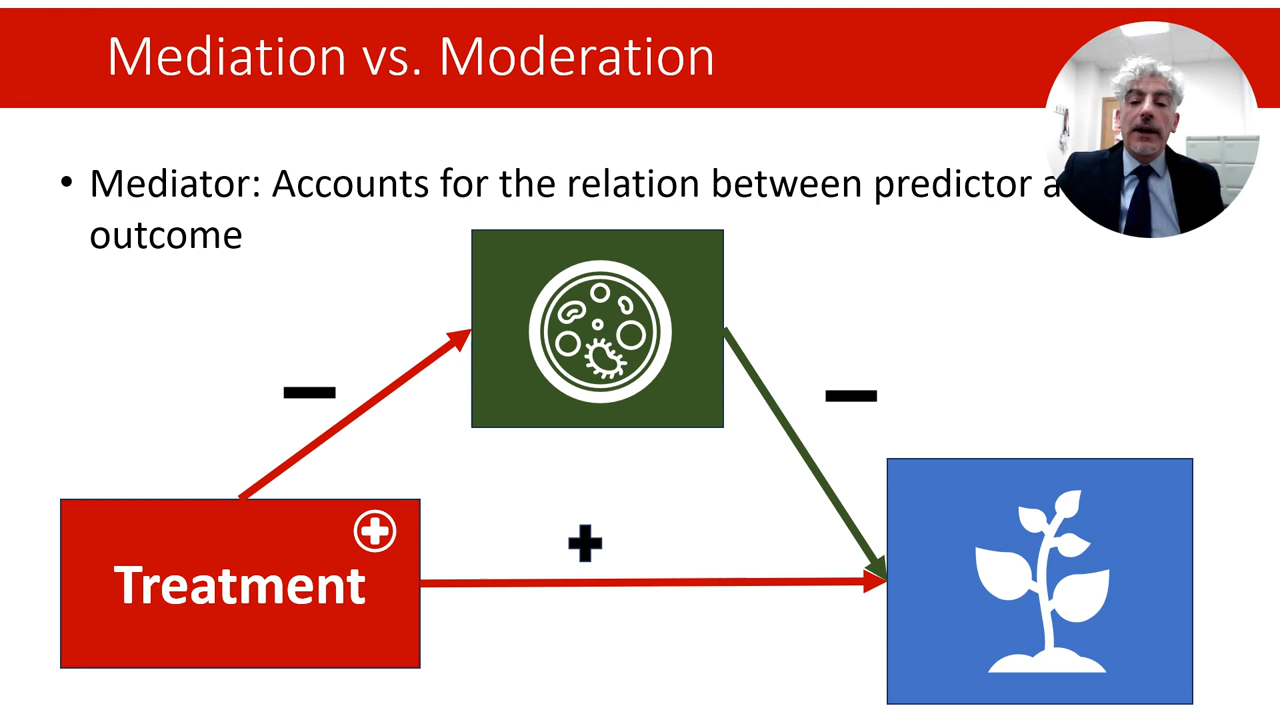 Mediation vs. Moderation
• Mediator: Accounts for the relation between predictor
outcome
Treatment